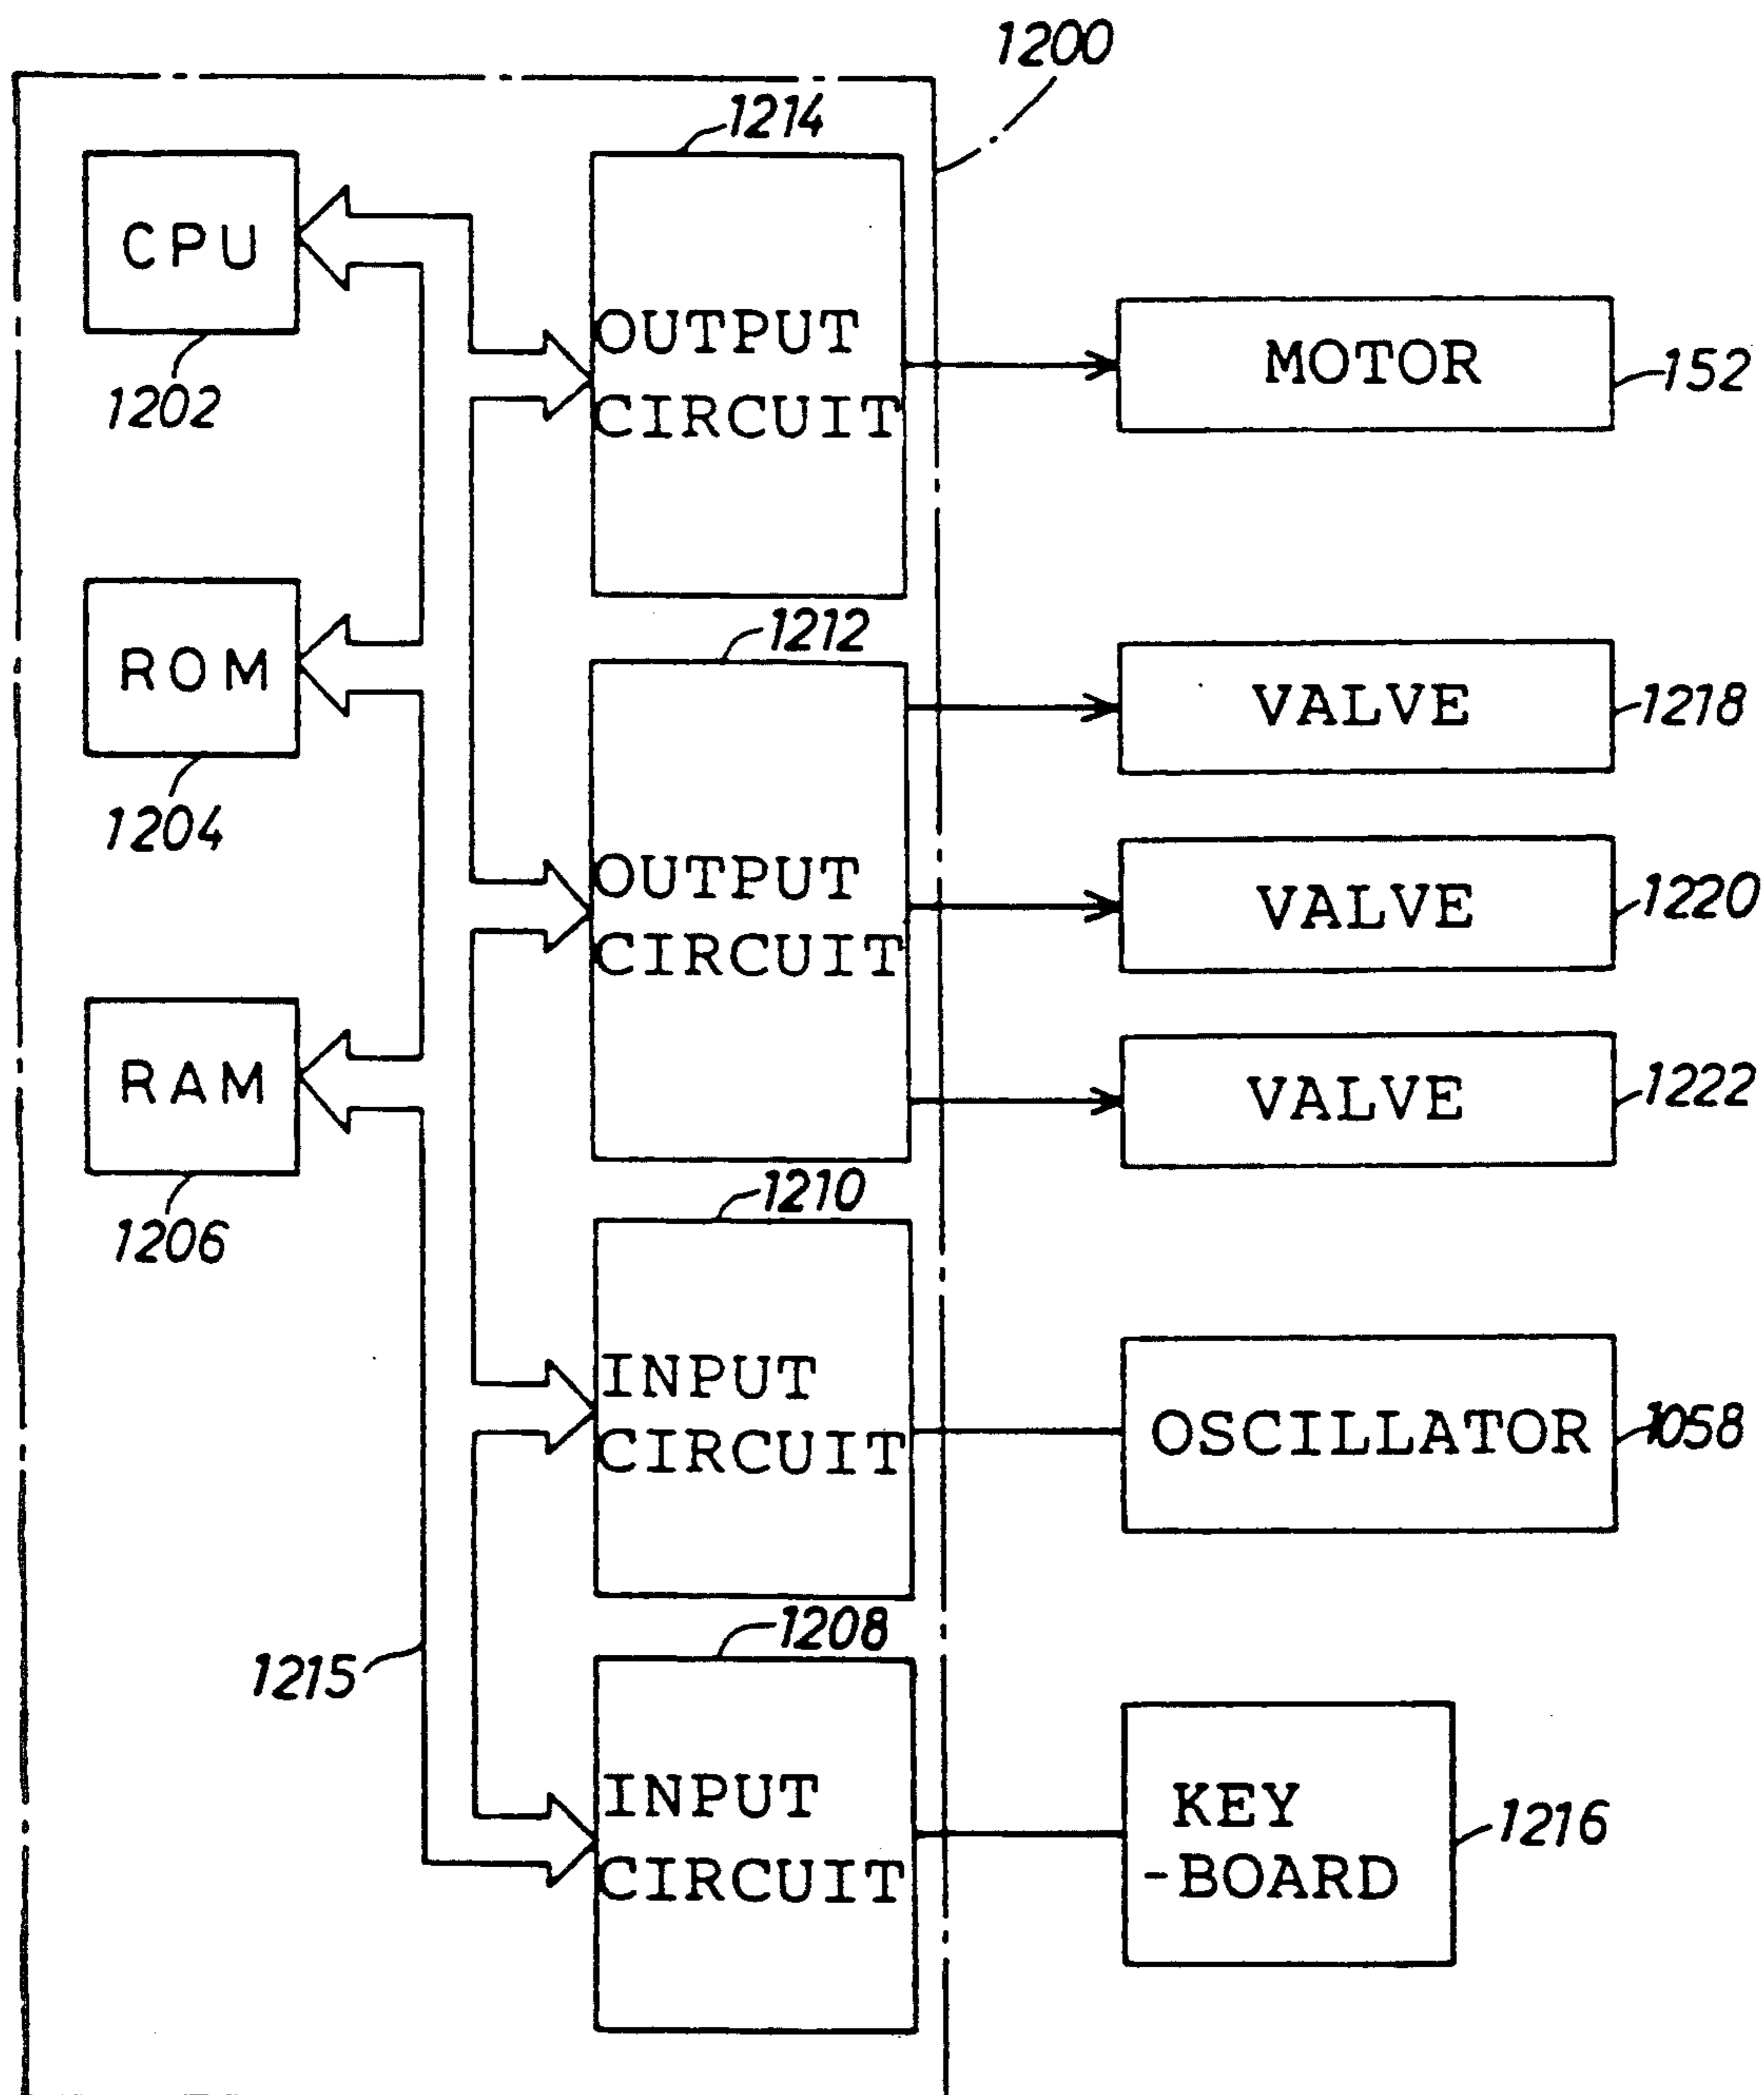 1200
1214
CPU
OUTPUT
CIRCUIT
MOTOR
152
1202
1212
ROM
VALVE
1218
1204
OUTPUT
CIRCUIT
VALVE
1220
RAM
VALVE
1222
1206
1210
INPUT
CIRCUIT
OSCILLATOR
1058
1208
1215
INPUT
CIRCUIT
KEY
-BOARD
1216